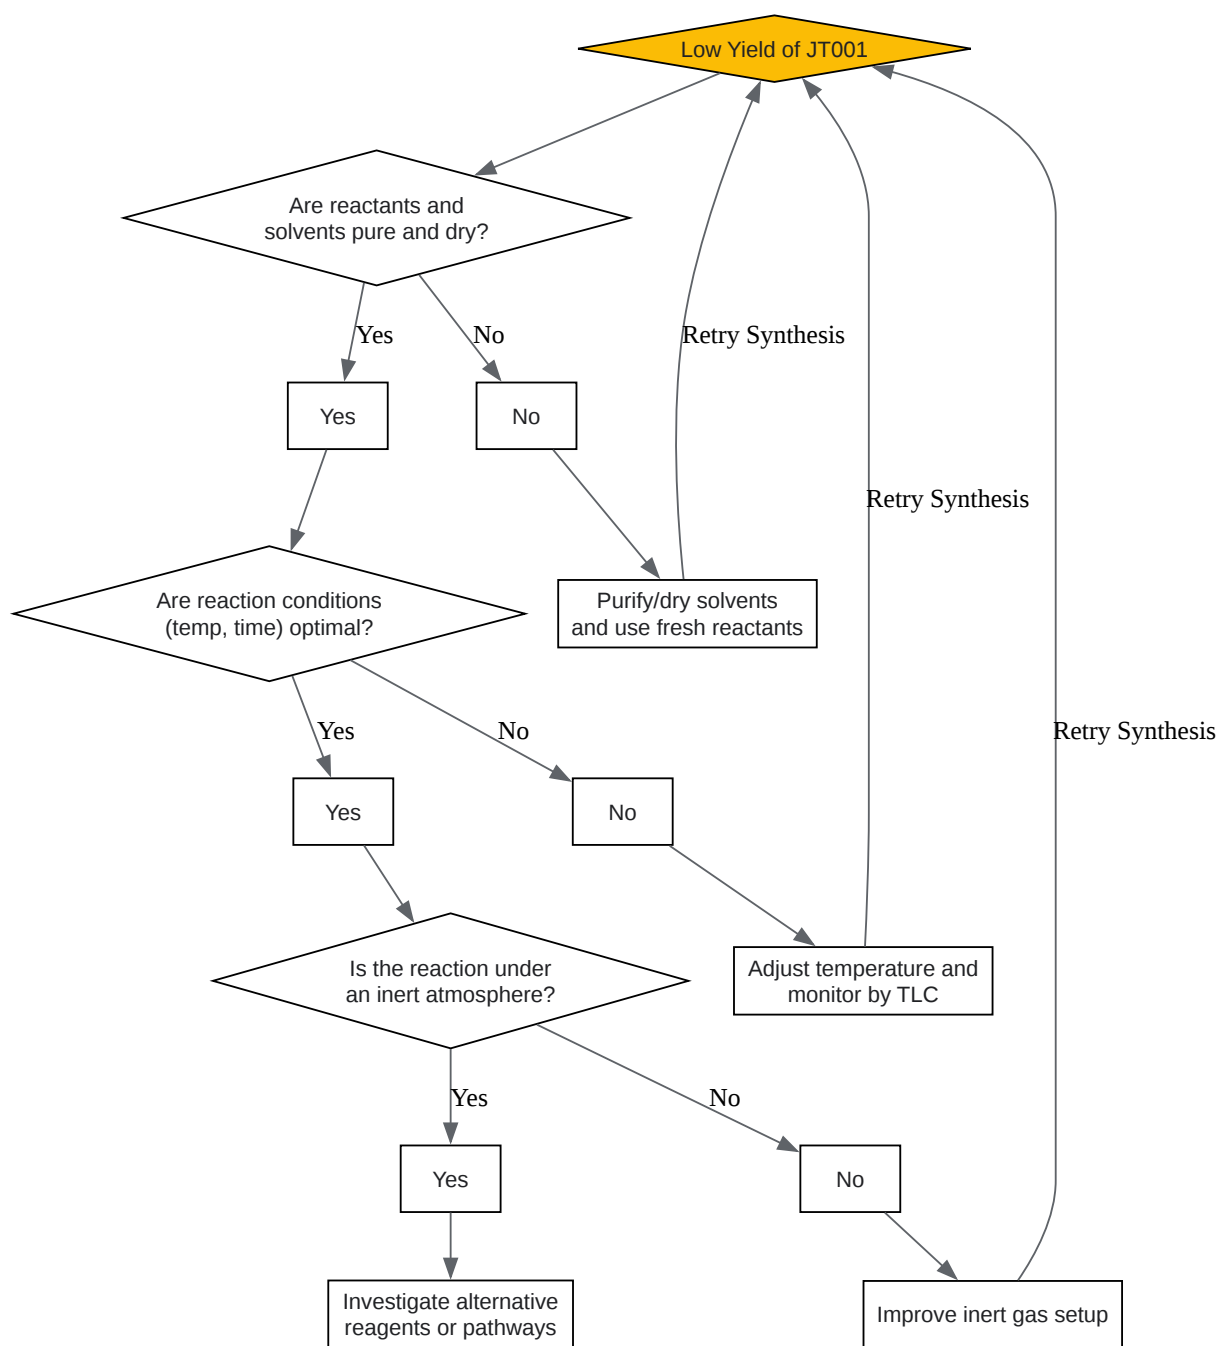 Low Yield of JT001
Are reactants and
solvents pure and dry?
Yes
No
Retry Synthesis
Yes
No
Retry Synthesis
Are reaction conditions
(temp, time) optimal?
Purify/dry solvents
and use fresh reactants
Yes
No
Retry Synthesis
Yes
No
Is the reaction under
an inert atmosphere?
Adjust temperature and
monitor by TLC
Yes
No
Yes
No
Investigate alternative
reagents or pathways
Improve inert gas setup